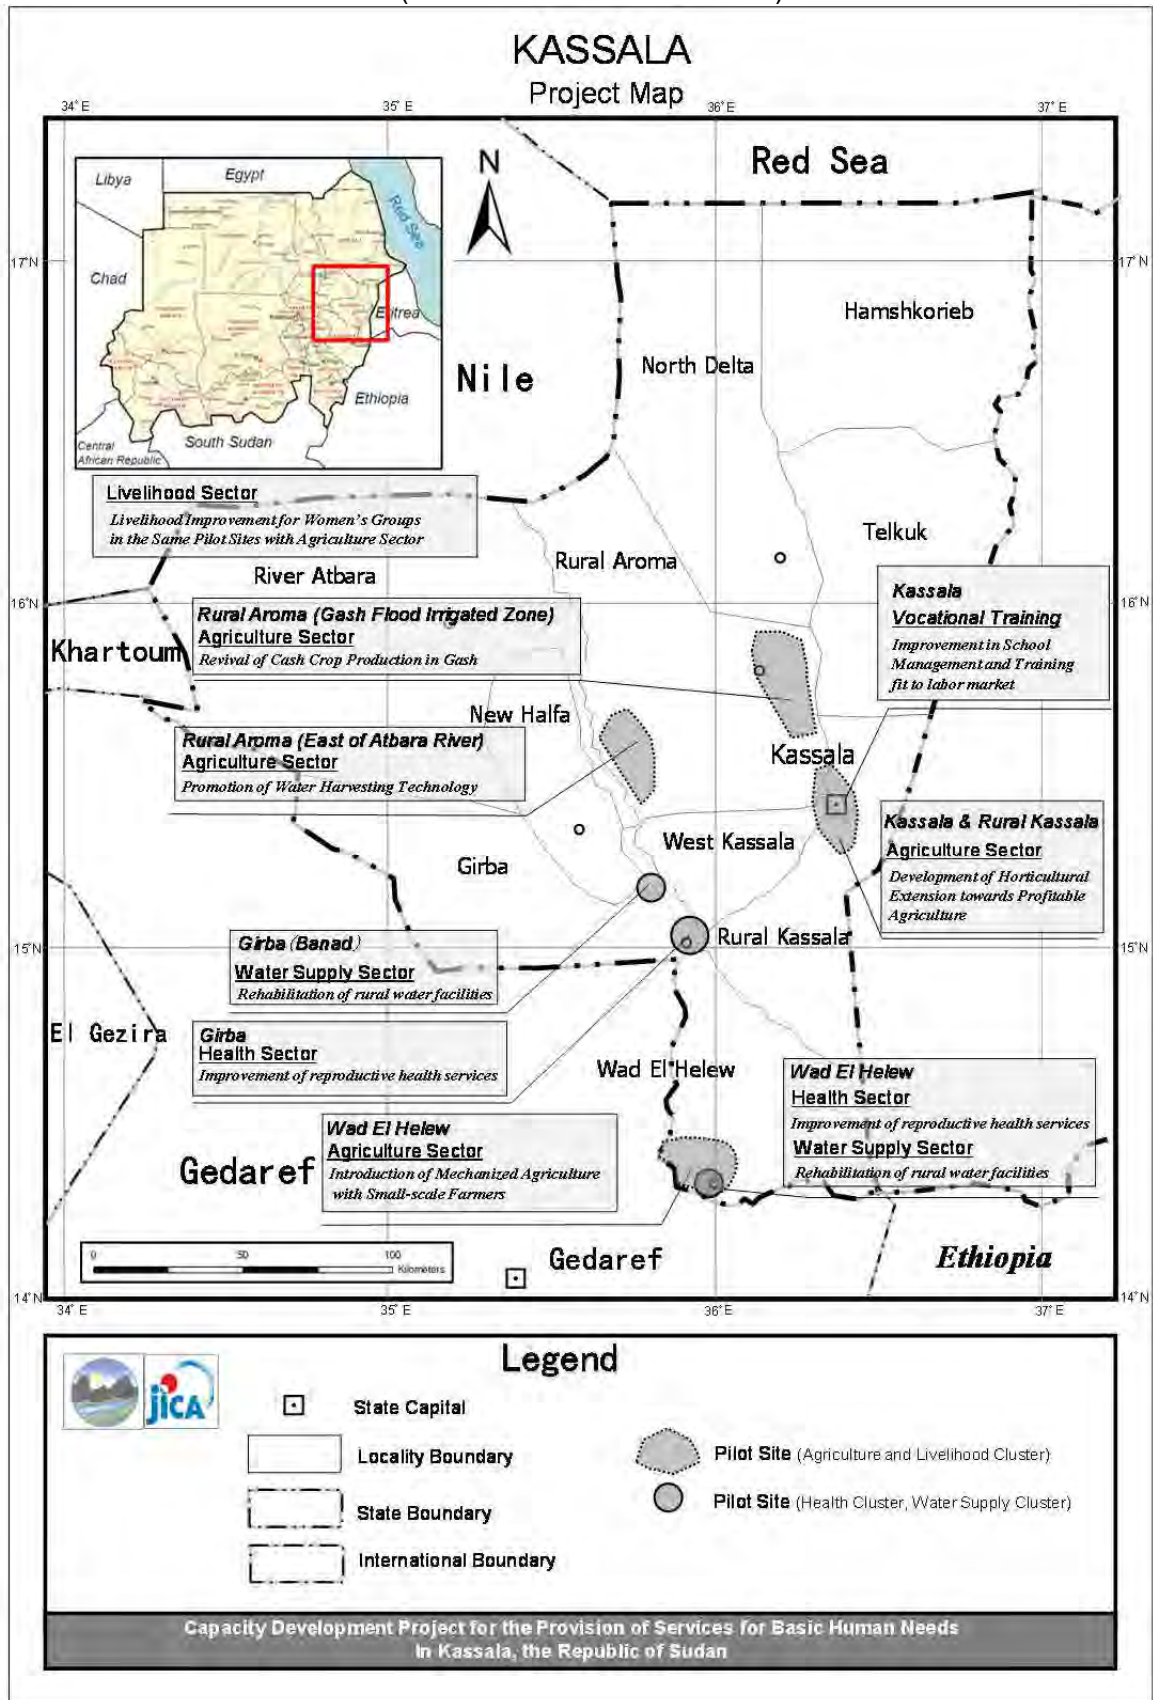 KASSALA
Project Map
34° E
35° E
36° E
37° E
Red Sea
N
Libya
Egypt
Red Sea
Chad
Eritrea
Ethiopia
South Sudan
Central
African Republic
17°N
17°N
Hamshkorieb
North Delta
Nile
Livelihood Sector
Livelihood Improvement for Women's Groups
in the Same Pilot Sites with Agriculture Sector
Telkuk
Rural Aroma
River Atbara
16°N
16°N
Kassala
Vocational Training
Improvement in School
Management and Training
fit to labor market
Rural Aroma (Gash Flood Irrigated Zone)
Agriculture Sector
Revival of Cash Crop Production in Gash
Khartoum
New Halfa
Rural Aroma (East of Atbara River)
Agriculture Sector
Promotion of Water Harvesting Technology
Kassala
Kassala & Rural Kassala
Agriculture Sector
Development of Horticultural
Extension towards Profitable
Agriculture
West Kassala
Girba
Rural Kassala
15°N
15°N
Girba (Banad)
Water Supply Sector
Rehabilitation of rural water facilities
El Gezira
Girba
Health Sector
Improvement of reproductive health services
Wad El Helew
Wad El Helew
Health Sector
Improvement of reproductive health services
Water Supply Sector
Rehabilitation of rural water facilities
Wad El Helew
Agriculture Sector
Introduction of Mechanized Agriculture
with Small-scale Farmers
Gedaref
Gedaref
Ethiopia
0
50
100
Kilometers
14°N
14°N
34° E
35° E
36° E
37° E
Legend
jICA
State Capital
Locality Boundary
State Boundary
International Boundary
Pilot Site (Agriculture and Livelihood Cluster)
Pilot Site (Health Cluster, Water Supply Cluster)
Capacity Development Project for the Provision of Services for Basic Human Needs
in Kassala, the Republic of Sudan